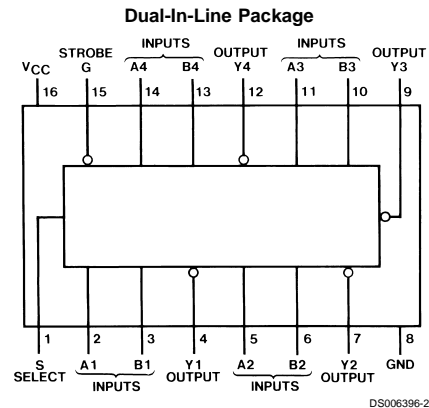 Dual-In-Line Package
STROBE INPUTS OUTPUT INPUTS OUTPUT
VCC G A4 B4 Y4 A3 B3 Y3
16 15 14 13 12 11 10 9
1 2 3 4 5 6 7 8
S A1 B1 Y1 A2 B2 Y2 GND
SELECT INPUTS OUTPUT INPUTS OUTPUT
DS006396-2